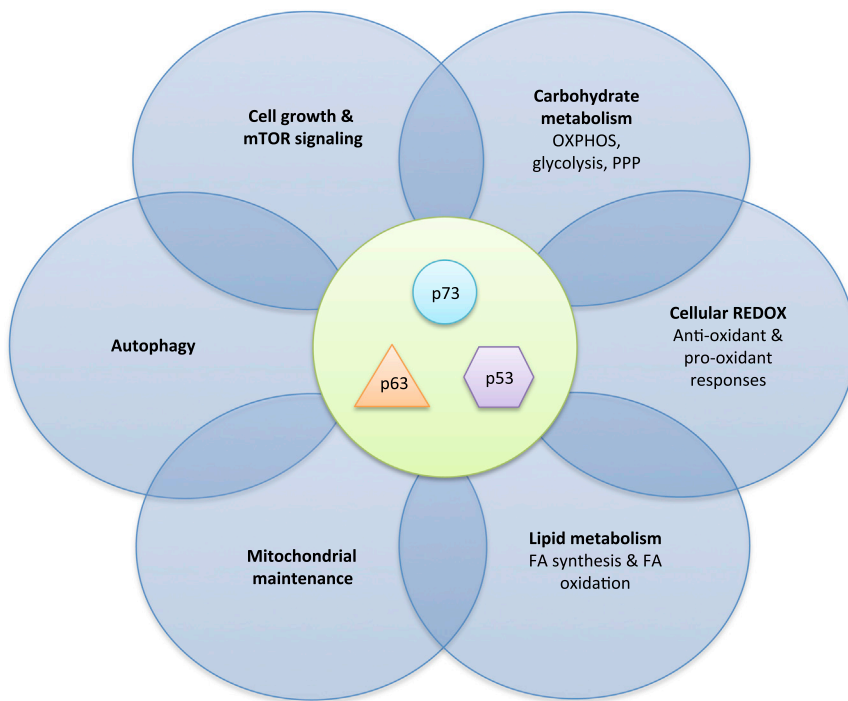 Cell growth &
mTOR signaling
Carbohydrate
metabolism
OXPHOS,
glycolysis, PPP
Autophagy
p73
p63
p53
Cellular REDOX
Anti-oxidant &
pro-oxidant
responses
Mitochondrial
maintenance
Lipid metabolism
FA synthesis & FA
oxidation